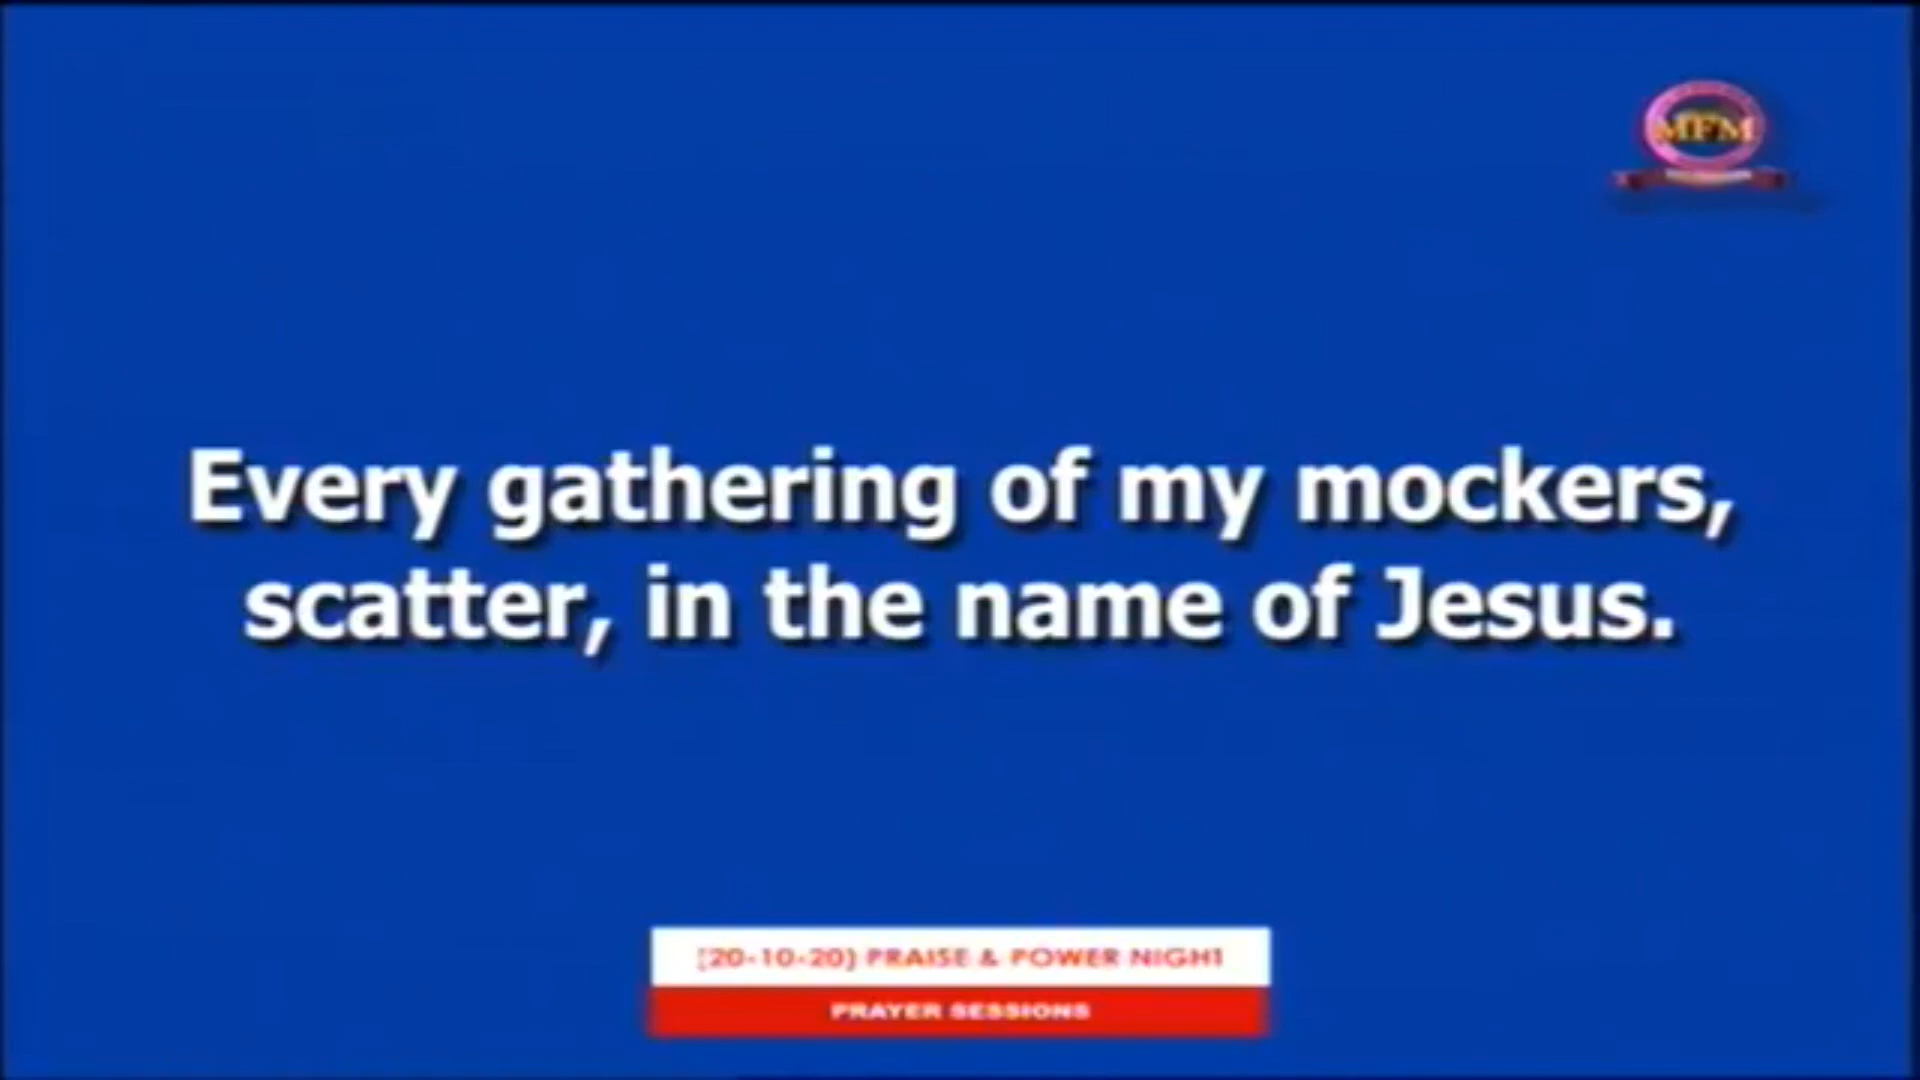 MFM
Every gathering of my mockers,
scatter, in the name of Jesus.
[20-10-20] PRAISE & POWER NIGHT
PRAYER SESSIONS